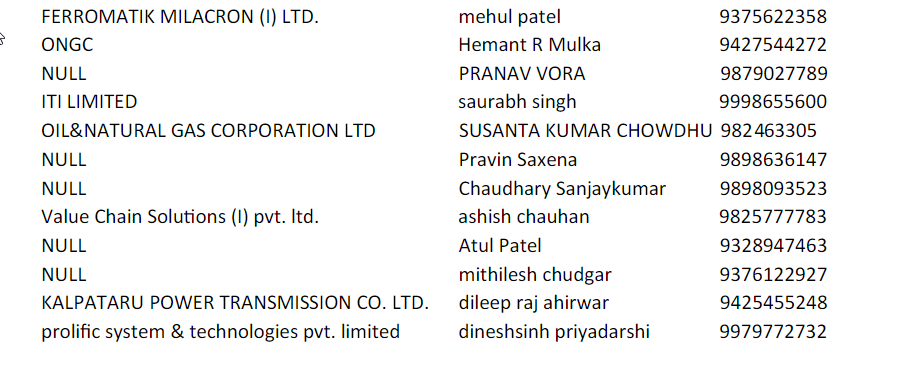 FERROMATIK MILACRON (I) LTD. mehul patel 9375622358
ONGC Hemant R Mulka 9427544272
NULL PRANAV VORA 9879027789
ITI LIMITED saurabh singh 9998655600
OIL&NATURAL GAS CORPORATION LTD SUSANTA KUMAR CHOWDHU 982463305
NULL Pravin Saxena 9898636147
NULL Chaudhary Sanjaykumar 9898093523
Value Chain Solutions (I) pvt. ltd. ashish chauhan 9825777783
NULL Atul Patel 9328947463
NULL mithilesh chudgar 9376122927
KALPATARU POWER TRANSMISSION CO. LTD. dileep raj ahirwar 9425455248
prolific system & technologies pvt. limited dineshsinh priyadarshi 9979772732